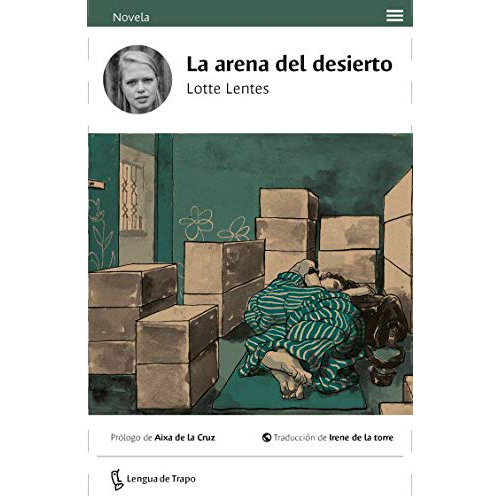 Novela
La arena del desierto
Lotte Lentes
Prólogo de Aixa de la Cruz
Traducción de Irene de la torre
Lengua de Trapo